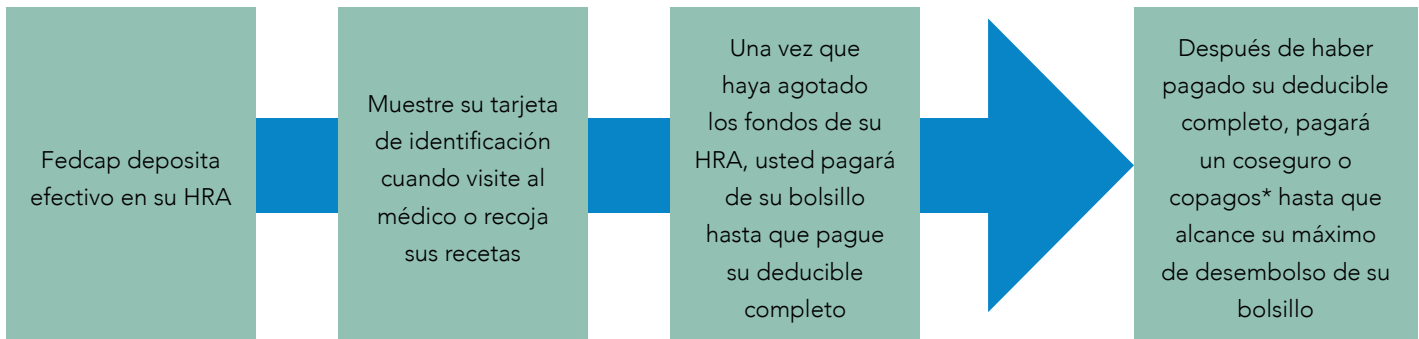 Fedcap deposita
efectivo en su HRA
Muestre su tarjeta
de identificación
cuando visite al
médico o recoja
sus recetas
Una vez que
haya agotado
los fondos de su
HRA, usted pagará
de su bolsillo
hasta que pague
su deducible
completo
Después de haber
pagado su deducible
completo, pagará
un coseguro o
copagos* hasta que
alcance su máximo
de desembolso de su
bolsillo